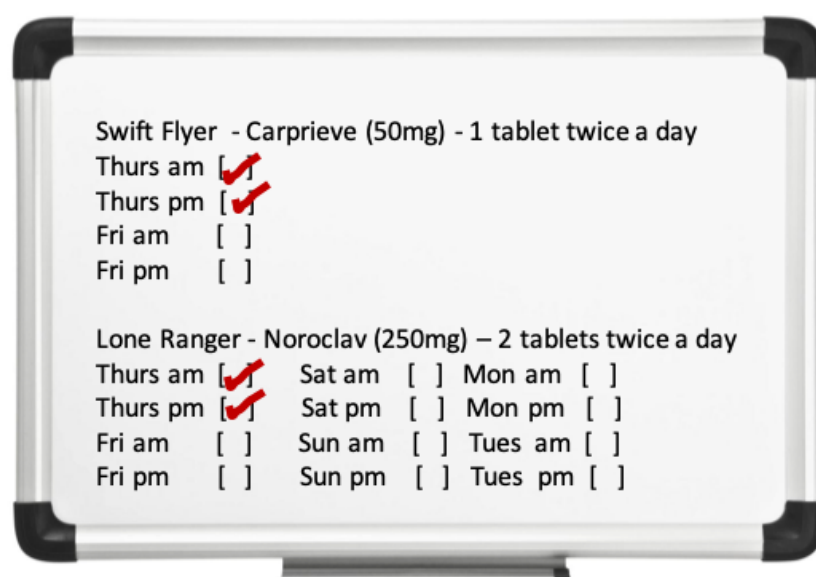 Swift Flyer - Carprieve (50mg) - 1 tablet twice a day
Thurs am [✓]
Thurs pm [✓]
Fri am [ ]
Fri pm [ ]
Lone Ranger - Noroclav (250mg) – 2 tablets twice a day
Thurs am [✓] Sat am [ ] Mon am [ ]
Thurs pm [✓] Sat pm [ ] Mon pm [ ]
Fri am [ ] Sun am [ ] Tues am [ ]
Fri pm [ ] Sun pm [ ] Tues pm [ ]